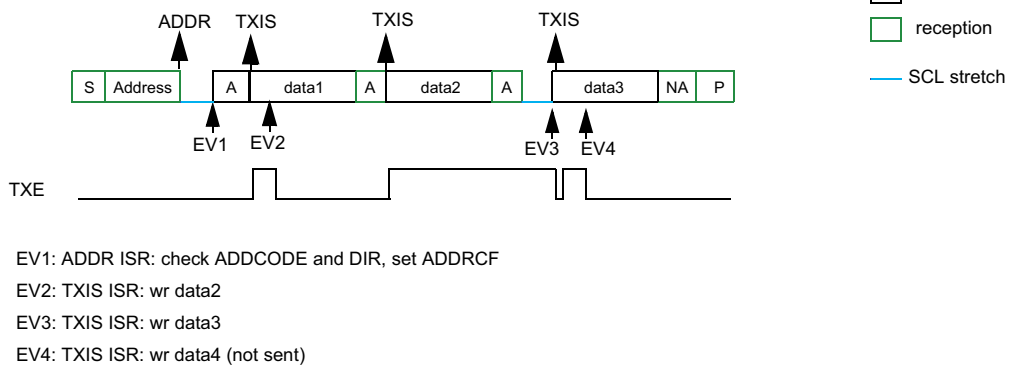 ADDR TXIS TXIS TXIS
reception
SCL stretch
S Address A data1 A data2 A data3 NA P
EV1 EV2 EV3 EV4
TXE
EV1: ADDR ISR: check ADDCODE and DIR, set ADDRCF
EV2: TXIS ISR: wr data2
EV3: TXIS ISR: wr data3
EV4: TXIS ISR: wr data4 (not sent)